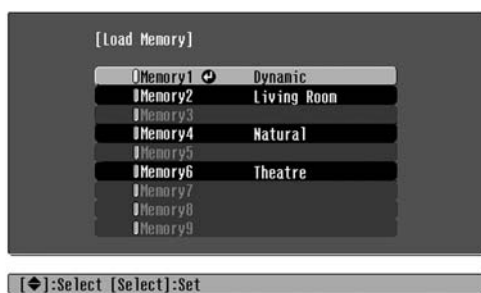 [Load Memory]
Memory1 Dynamic
Memory2 Living Room
Memory3
Memory4 Natural
Memory5
Memory6 Theatre
Memory7
Memory8
Memory9
[◆]:Select [Select]:Set